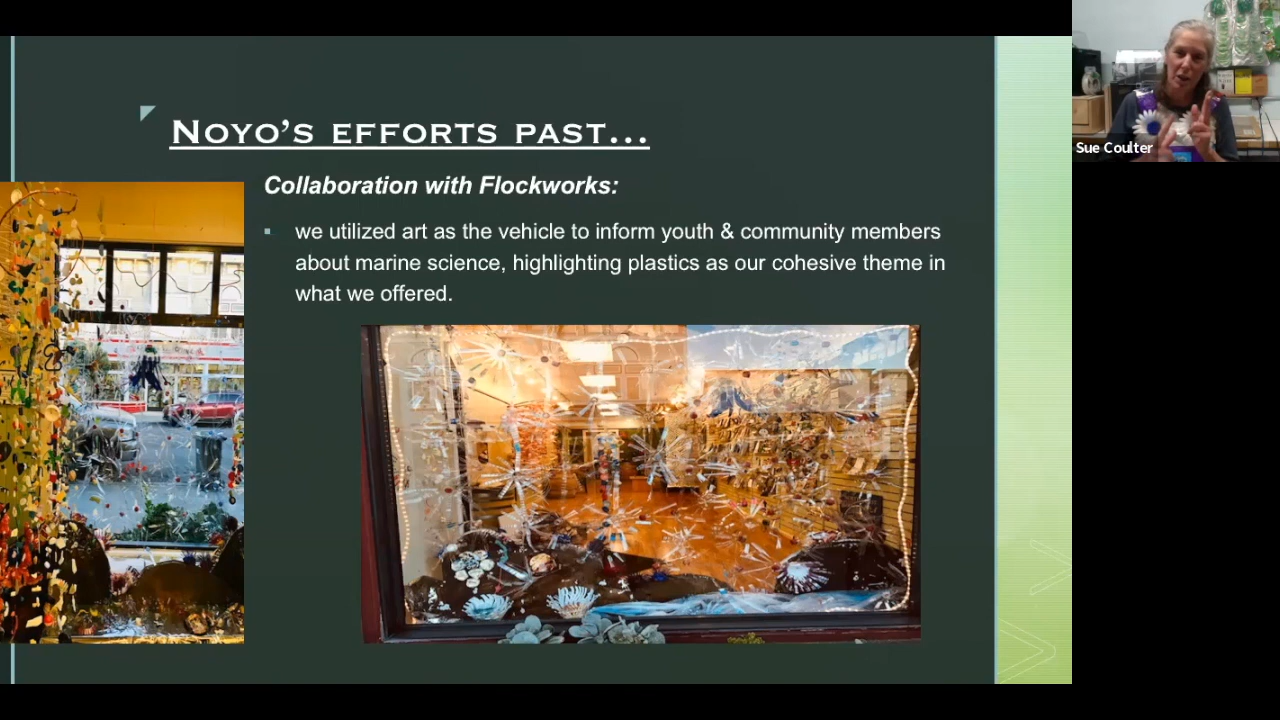 NOYO'S EFFORTS PAST...
Collaboration with Flockworks:
▪ we utilized art as the vehicle to inform youth & community members
about marine science, highlighting plastics as our cohesive theme in
what we offered.
Sue Coulter